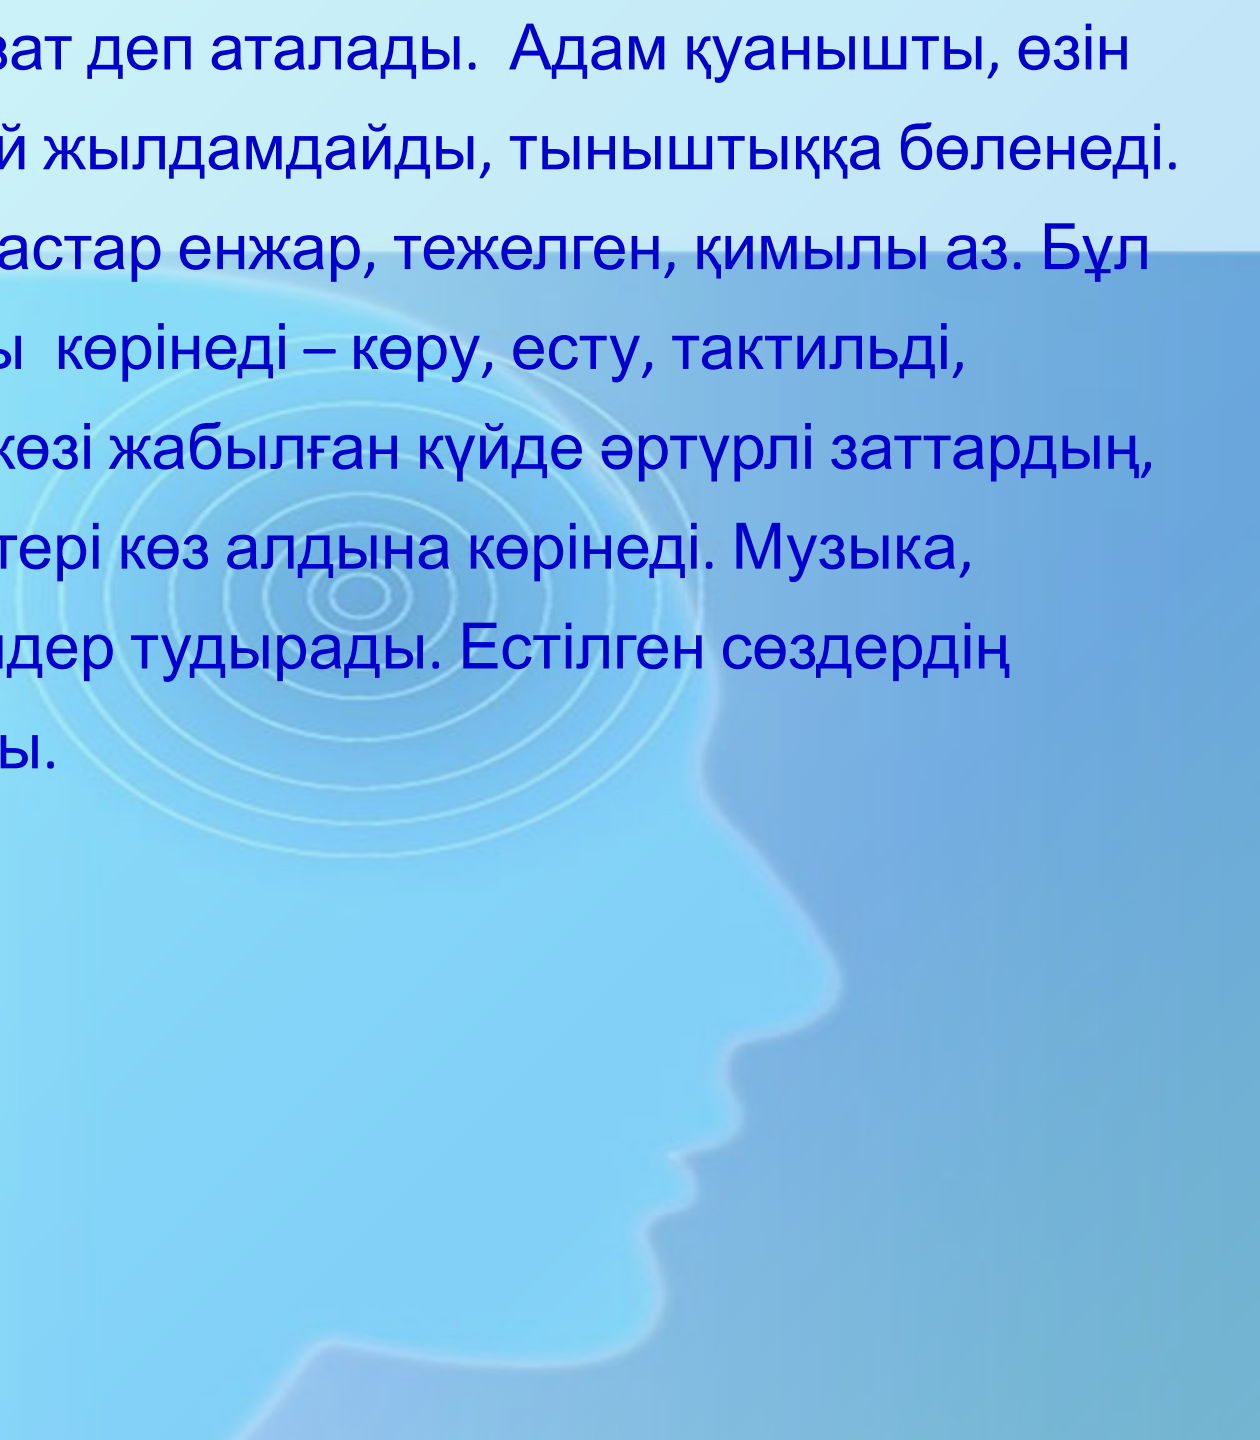 зат деп аталады. Адам қуанышты, өзін
й жылдамдайды, тыныштыққа бөленеді.
астар енжар, тежелген, қимылы аз. Бұл
ы көрінеді – көру, есту, тактильді,
көзі жабылған күйде әртүрлі заттардың,
тері көз алдына көрінеді. Музыка,
дер тудырады. Естілген сөздердің
ы.